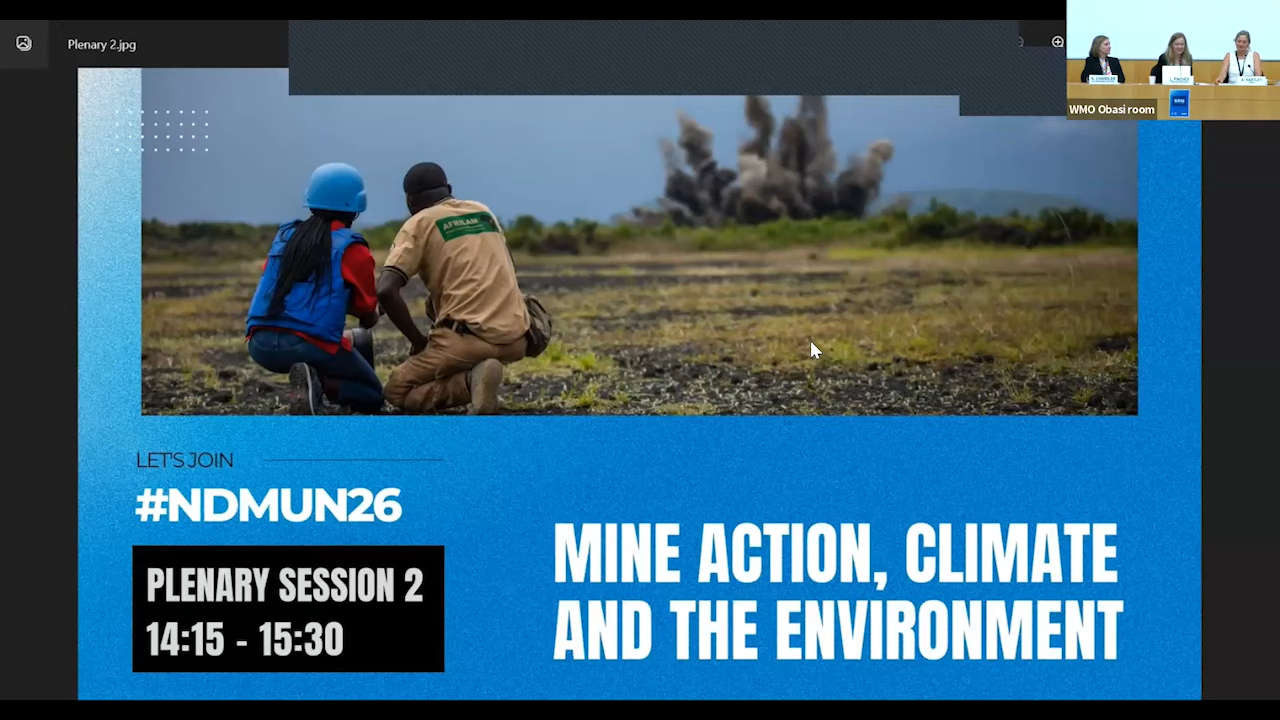 Plenary 2.jpg
WMO Obasi room
LET'S JOIN
#NDMUN26
PLENARY SESSION 2
14:15 - 15:30
MINE ACTION, CLIMATE
AND THE ENVIRONMENT